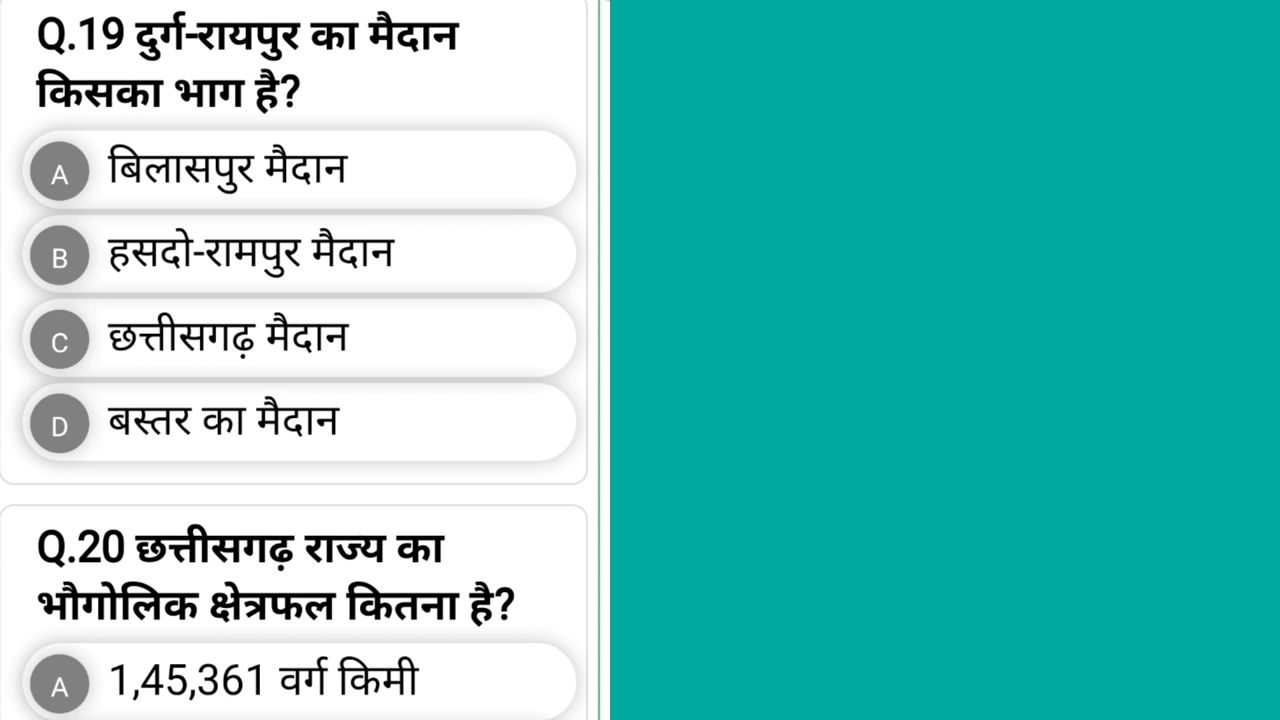 Q.19 दुर्ग-रायपुर का मैदान
किसका भाग है?
A बिलासपुर मैदान
B हसदो-रामपुर मैदान
C छत्तीसगढ़ मैदान
D बस्तर का मैदान
Q.20 छत्तीसगढ़ राज्य का
भौगोलिक क्षेत्रफल कितना है?
A 1,45,361 वर्ग किमी